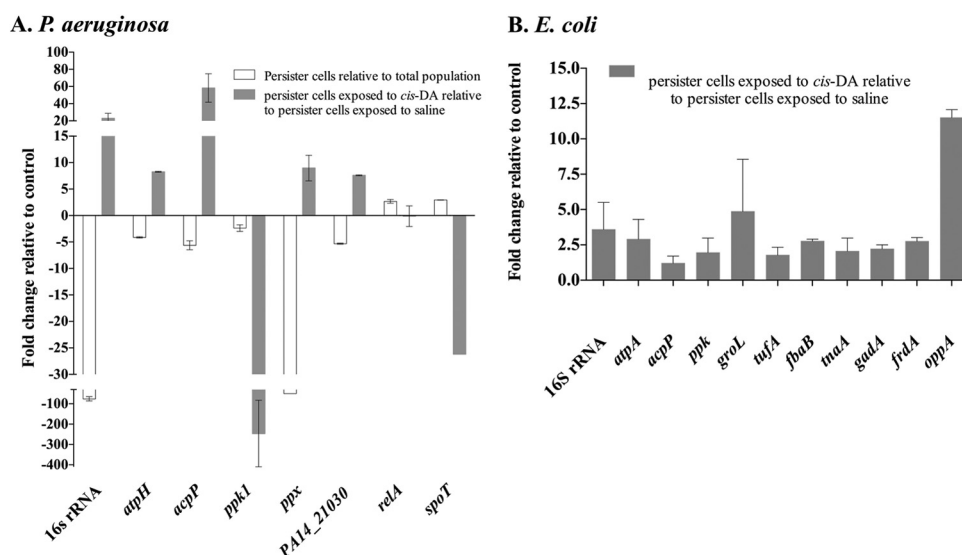 A. P. aeruginosa
Fold change relative to control
100
80
60
40
20
15
10
5
0
-5
-10
-15
-20
-25
-30
-100
-200
-300
-400
Persister cells relative to total population
persister cells exposed to cis-DA relative
to persister cells exposed to saline
16s rRNA
atpH
acpP
ppk1
ppx
PA14_21030
relA
spoT
B. E. coli
Fold change relative to control
15.0
12.5
10.0
7.5
5.0
2.5
0.0
persister cells exposed to cis-DA relative
to persister cells exposed to saline
16S rRNA
atpA
acpP
ppk
groL
tufA
fbaB
tnaA
gadA
frdA
oppA